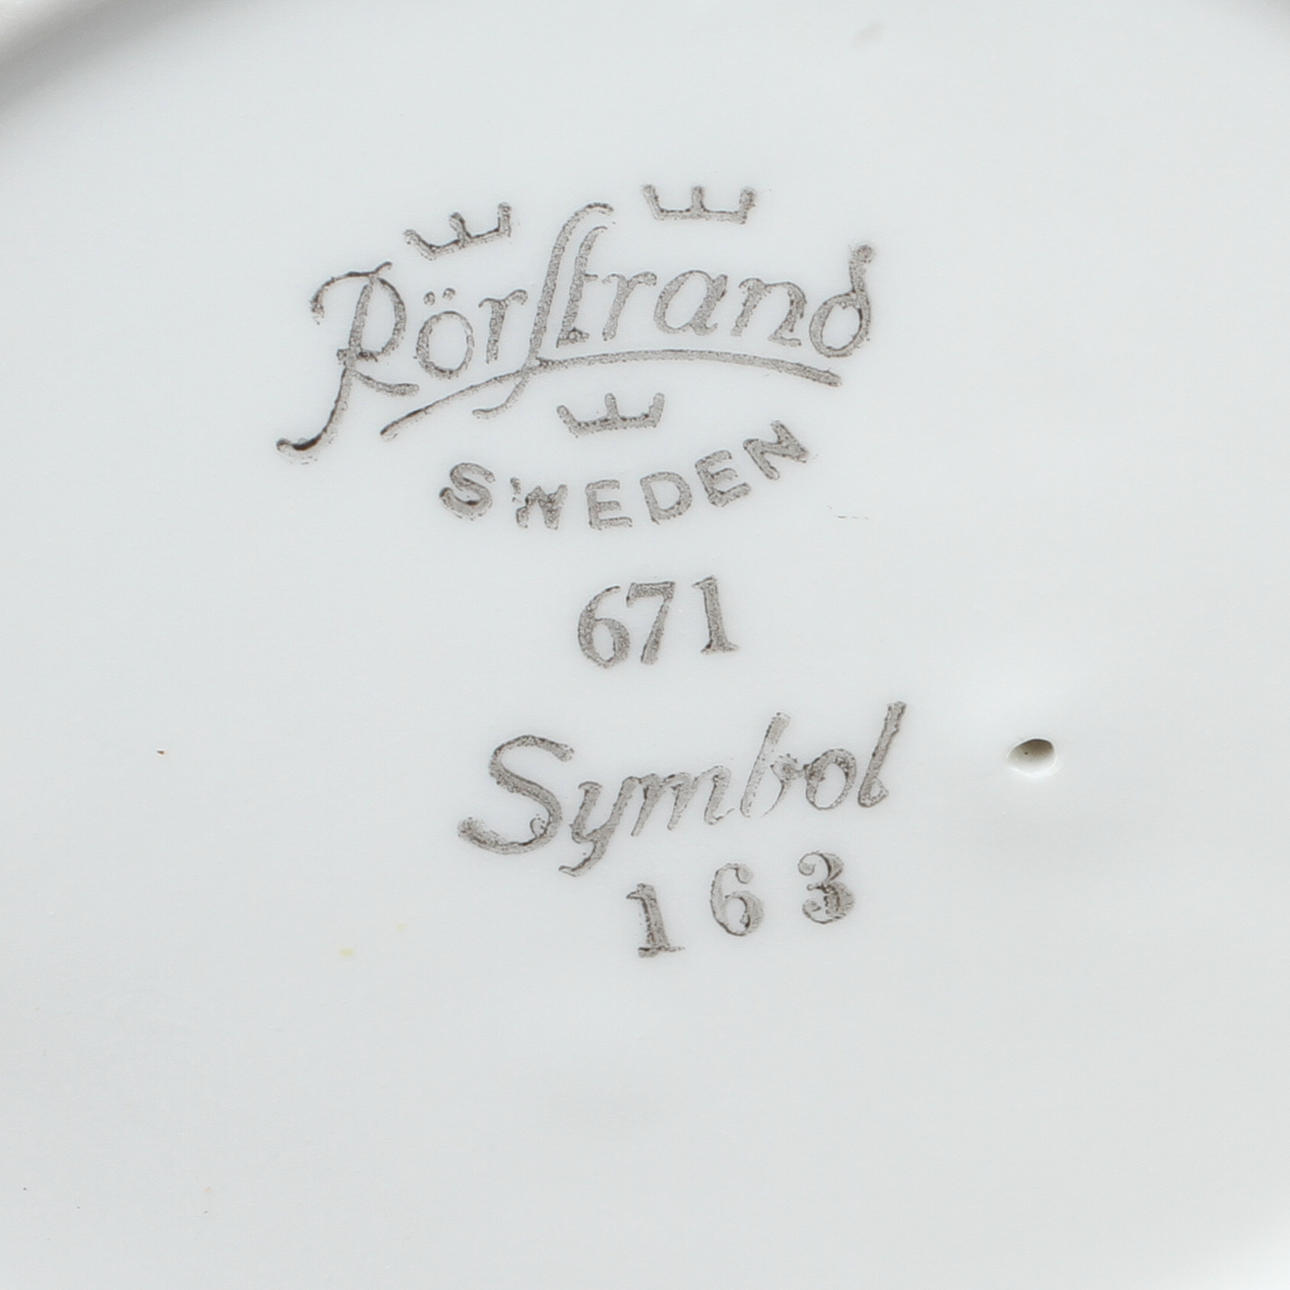 Rörstrand
SWEDEN
671
Symbol
163